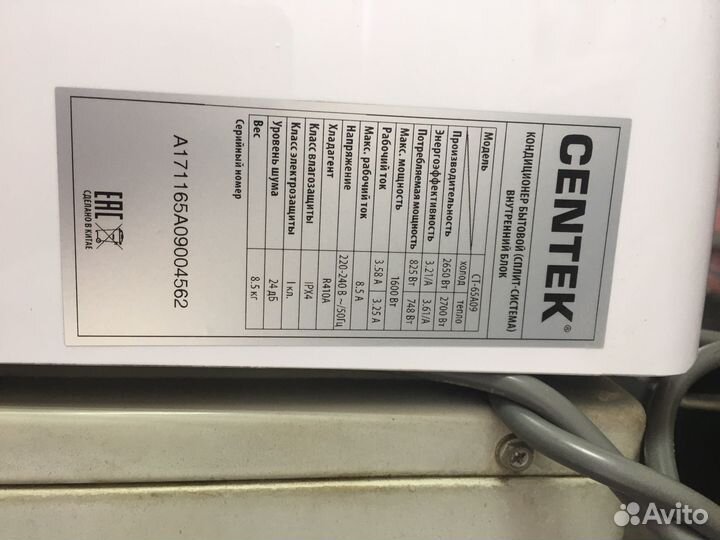 CENTEK®
КОНДИЦИОНЕР БЫТОВОЙ (СПЛИТ-СИСТЕМА)
ВНУТРЕННИЙ БЛОК
Модель CT-65A09
холод тепло
Производительность 2650 Вт 2700 Вт
Энергоэффективность 3.21/A 3.61/A
Потребляемая мощность 825 Вт 748 Вт
Макс. мощность 1600 Вт
Рабочий ток 3.58 А 3.25 А
Макс. рабочий ток 8.5 А
Напряжение 220-240 В ~/50Гц
Хладагент R410A
Класс влагозащиты IPX4
Класс электрозащиты I кл.
Уровень шума 24 дБ
Вес 8.5 кг
Серийный номер
A171165A09004562
EAC
СДЕЛАНО В КИТАЕ
Avito